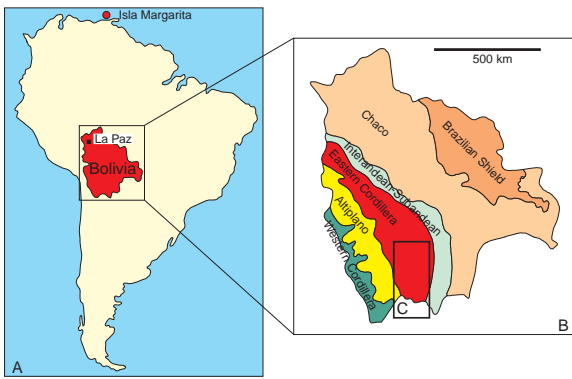 Isla Margarita
La Paz
Bolivia
A
500 km
Chaco
Brazilian Shield
Interandean-Subandean
Eastern Cordillera
Altiplano
Western Cordillera
C
B